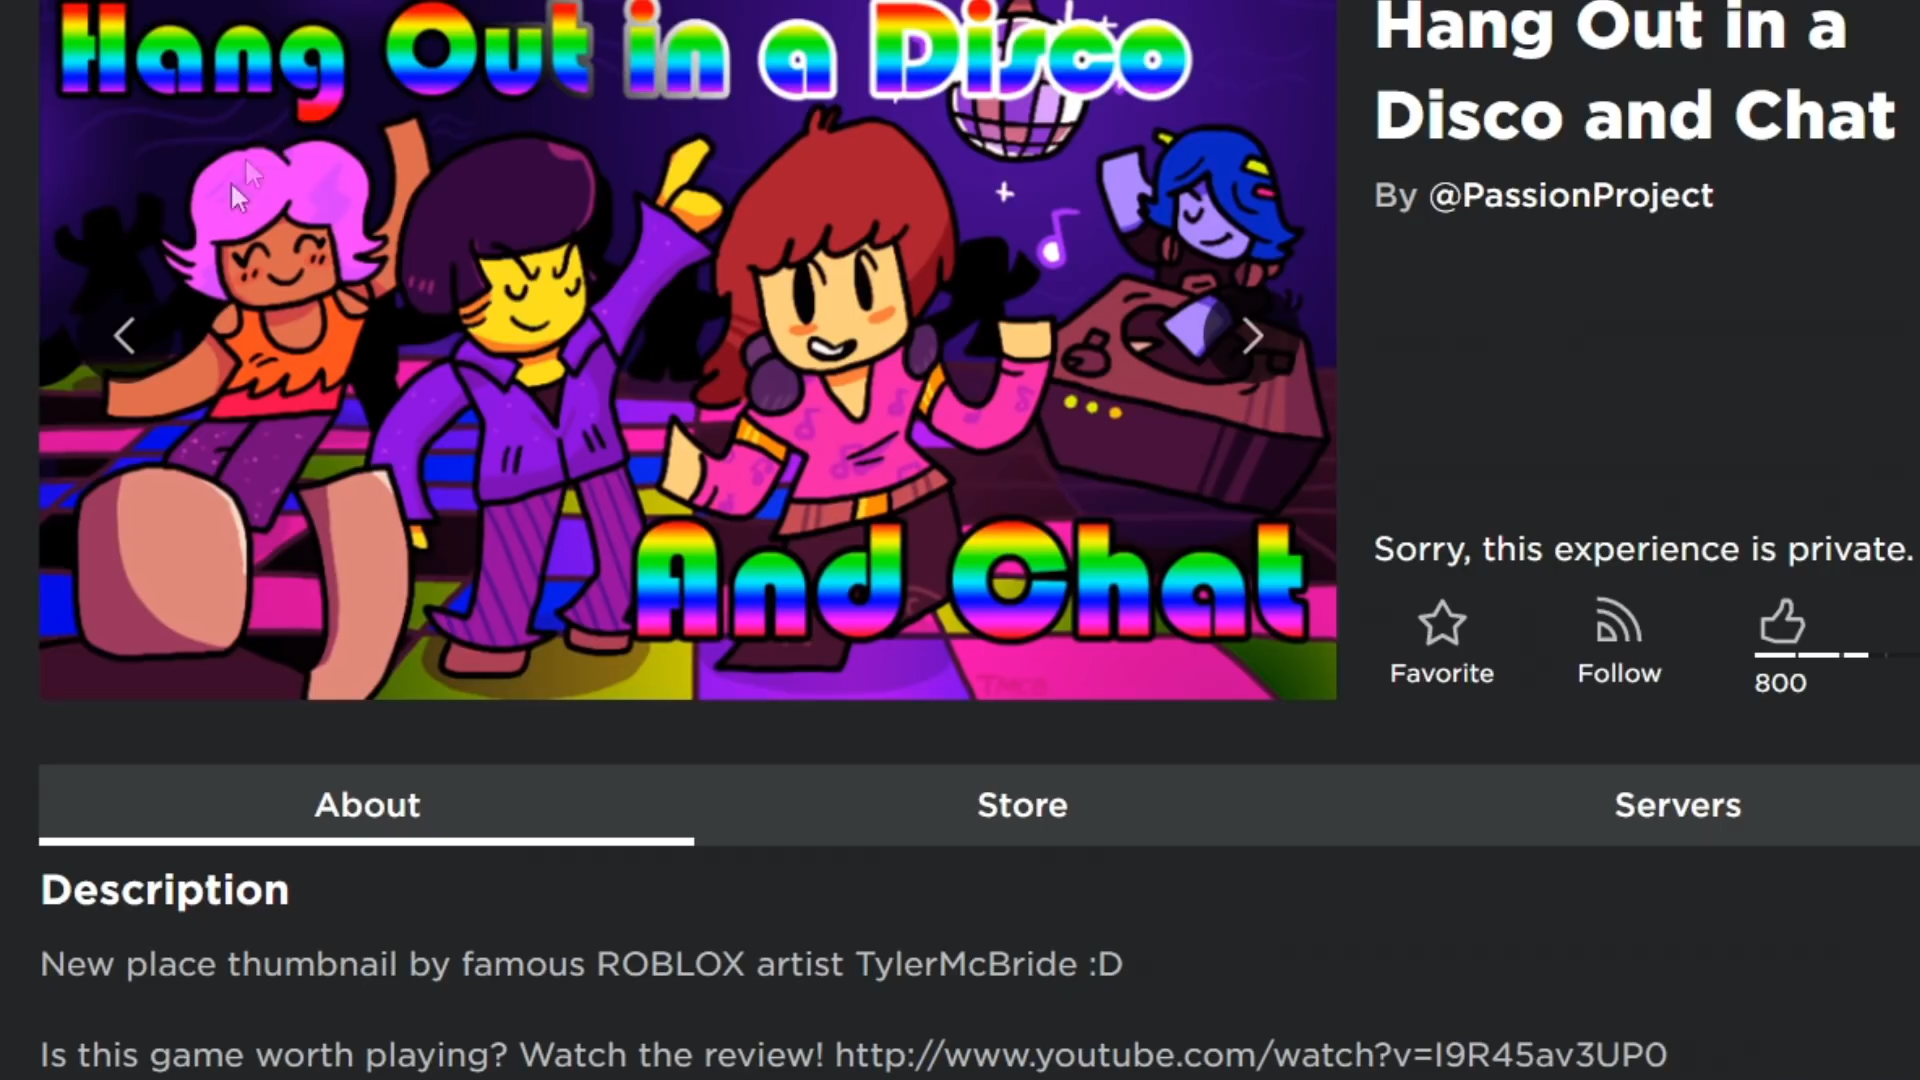 Hang Out in a Disco
And Chat
TMCB
Hang Out in a
Disco and Chat
By @PassionProject
Sorry, this experience is private.
Favorite
Follow
800
About
Store
Servers
Description
New place thumbnail by famous ROBLOX artist TylerMcBride :D
Is this game worth playing? Watch the review! http://www.youtube.com/watch?v=I9R45av3UP0